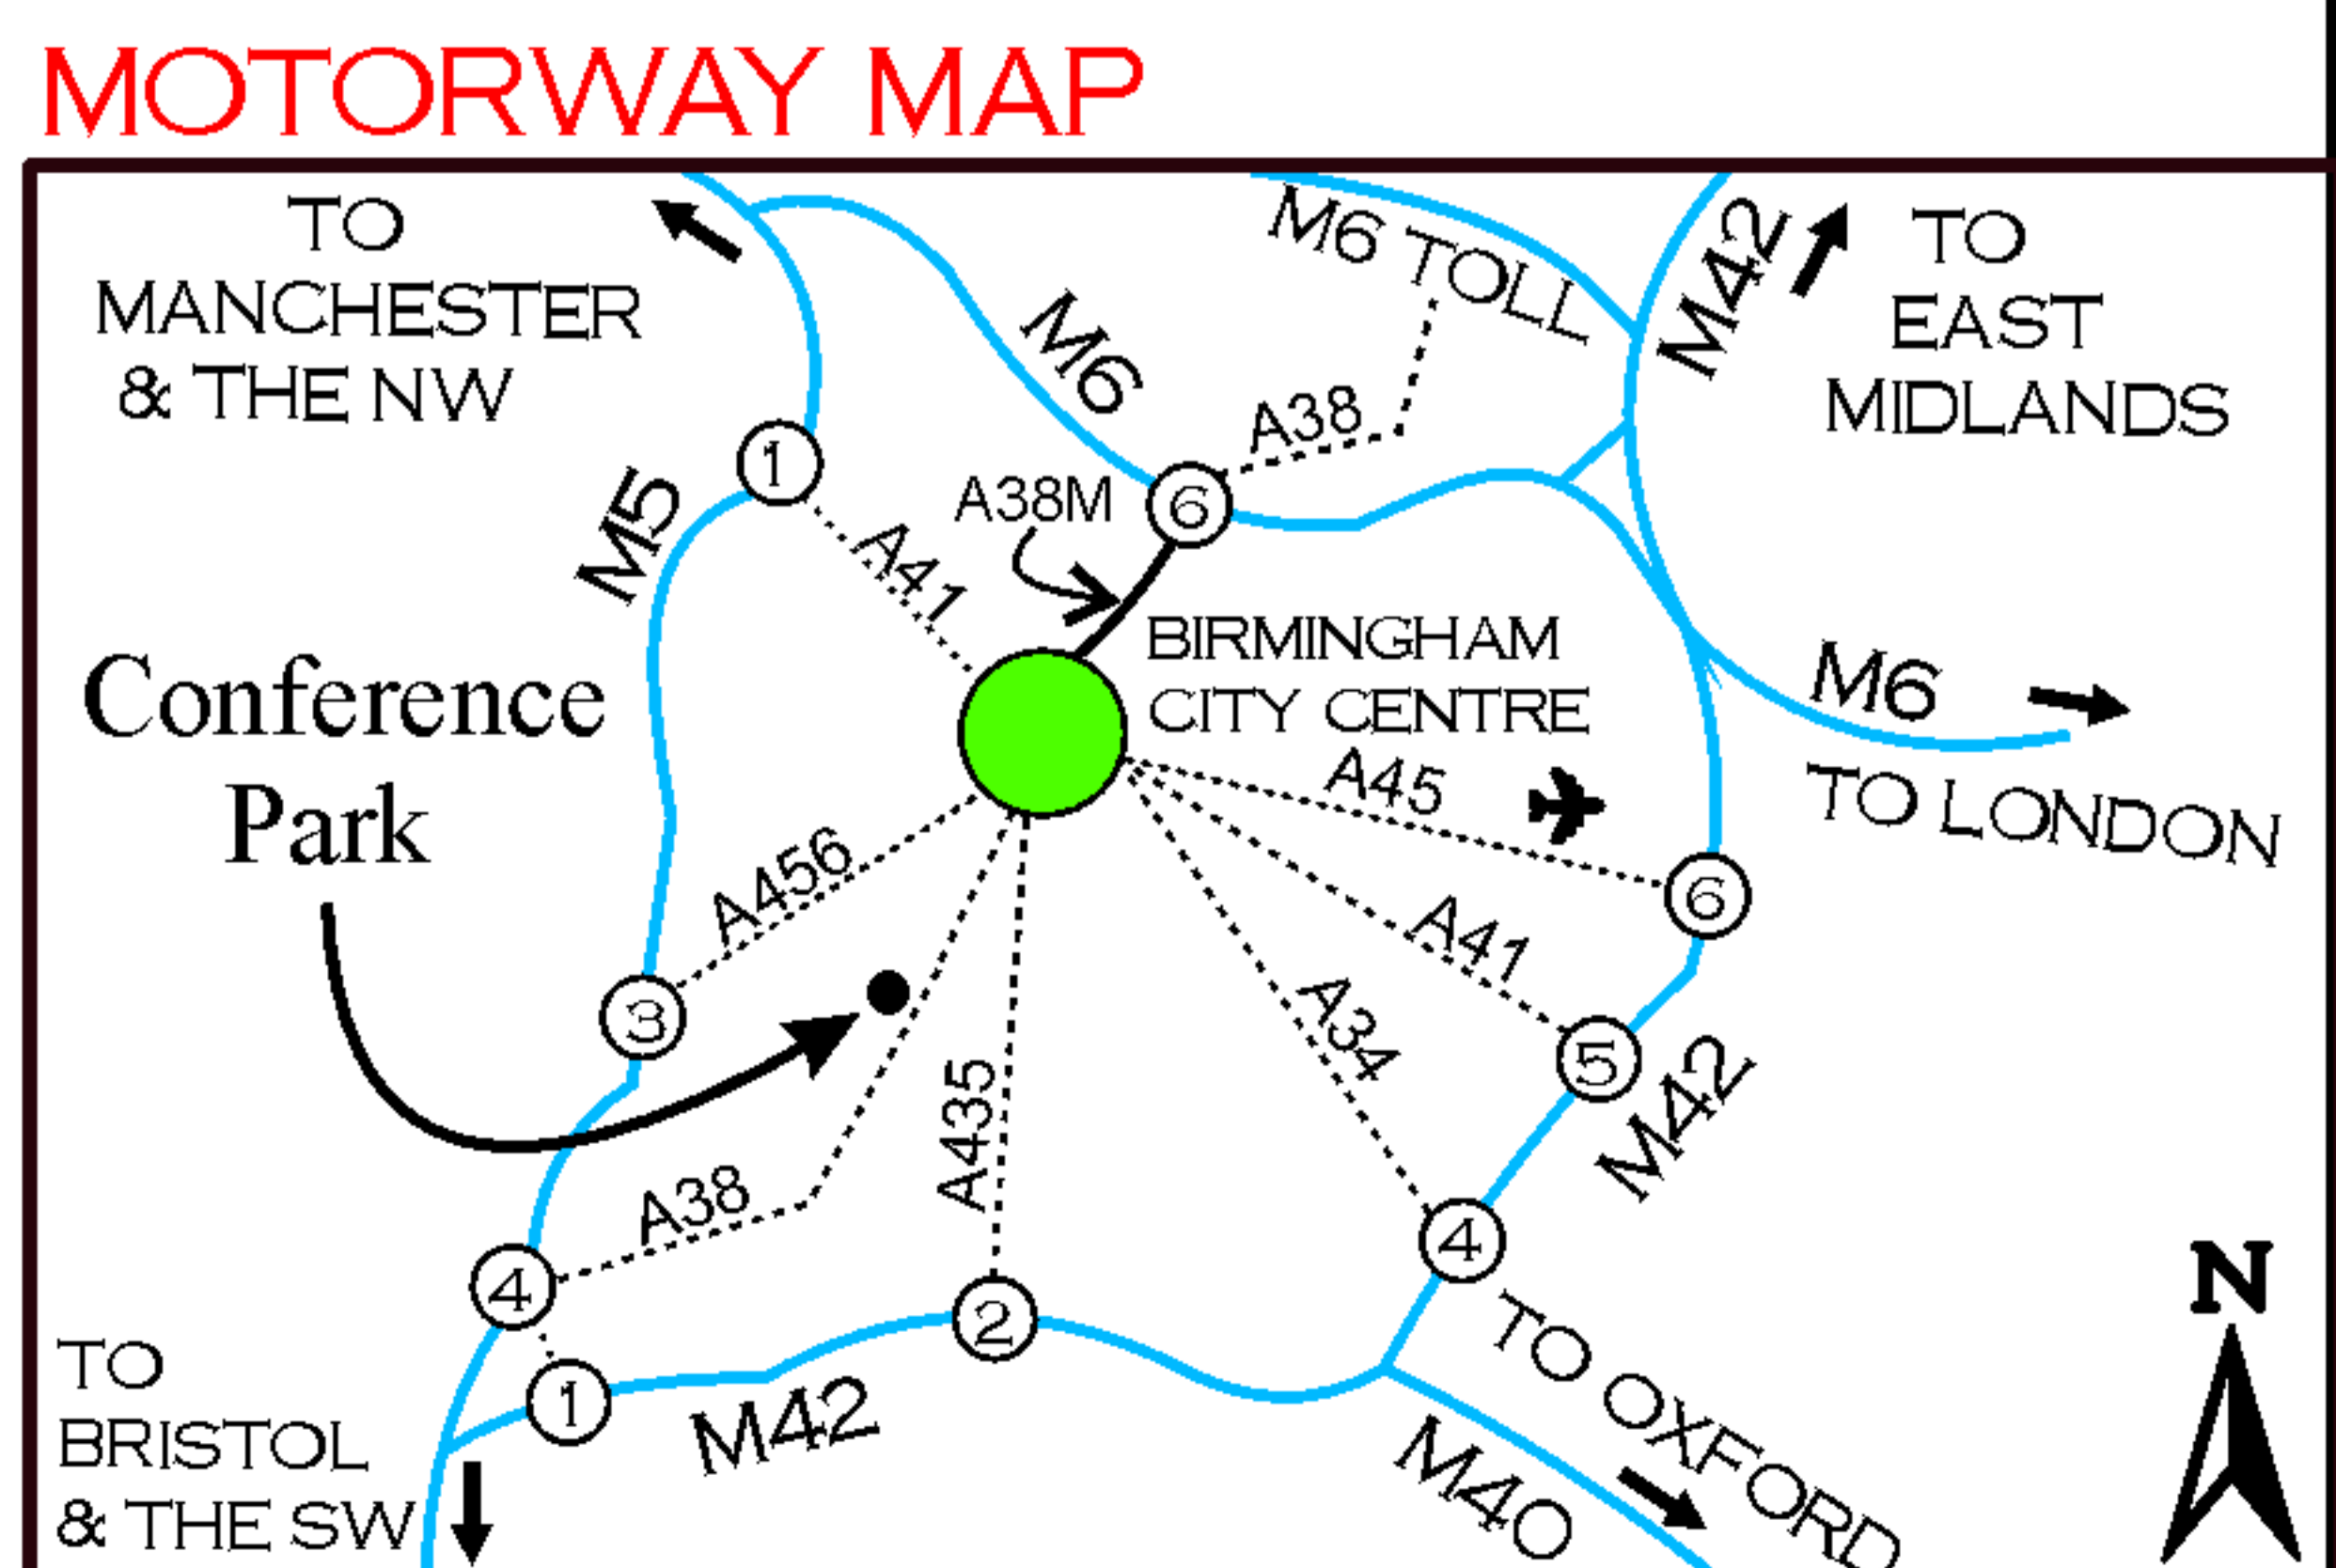 MOTORWAY MAP
TO
MANCHESTER
& THE NW
M6 TOLL
M42
TO
EAST
MIDLANDS
M6
A38
1
A38M
6
M5
A41
BIRMINGHAM
CITY CENTRE
M6
TO LONDON
Conference
Park
A45
A456
6
A41
3
A34
5
M42
A435
A38
4
4
2
N
TO OXFORD
1
M42
M40
TO
BRISTOL
& THE SW